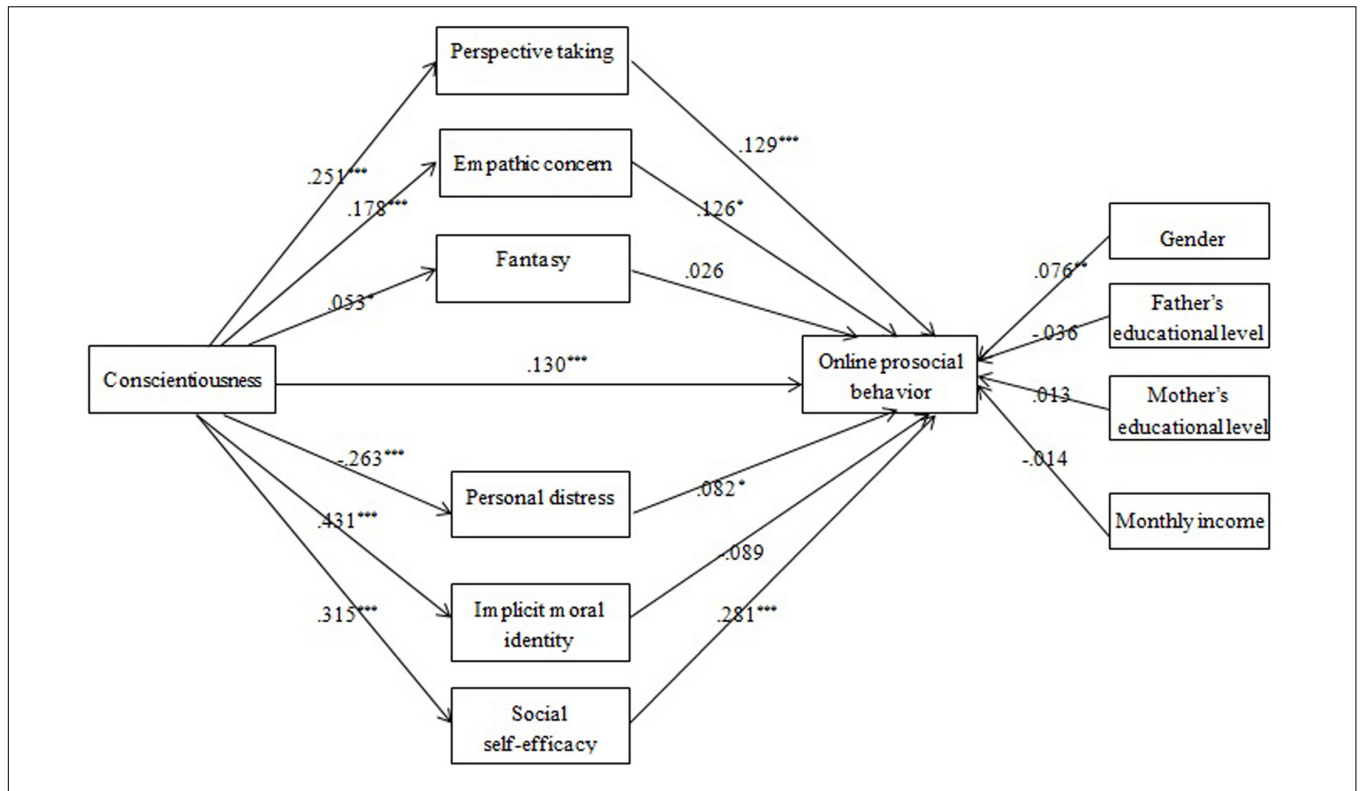 Perspective taking
.251***
.129***
Empathic concern
.178***
.126*
Fantasy
.053*
.026
Conscientiousness
.130***
Online prosocial
behavior
Gender
.076**
Father's
educational level
-.036
Mother's
educational level
.013
Monthly income
-.014
-.263***
Personal distress
.082*
.431***
Implicit moral
identity
-.089
.315***
Social
self-efficacy
.281***